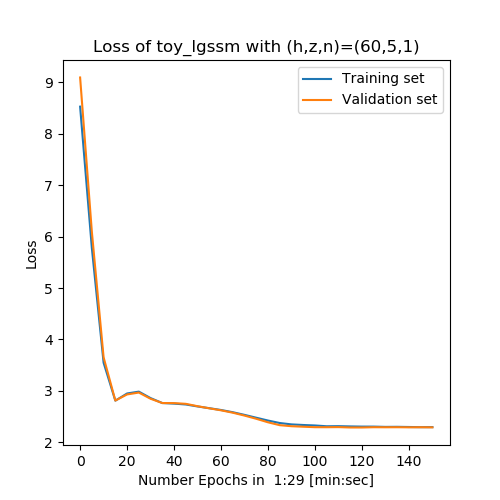 Loss of toy_lgssm with (h,z,n)=(60,5,1)
Training set
Validation set
Loss
9
8
7
6
5
4
3
2
0 20 40 60 80 100 120 140
Number Epochs in  1:29 [min:sec]